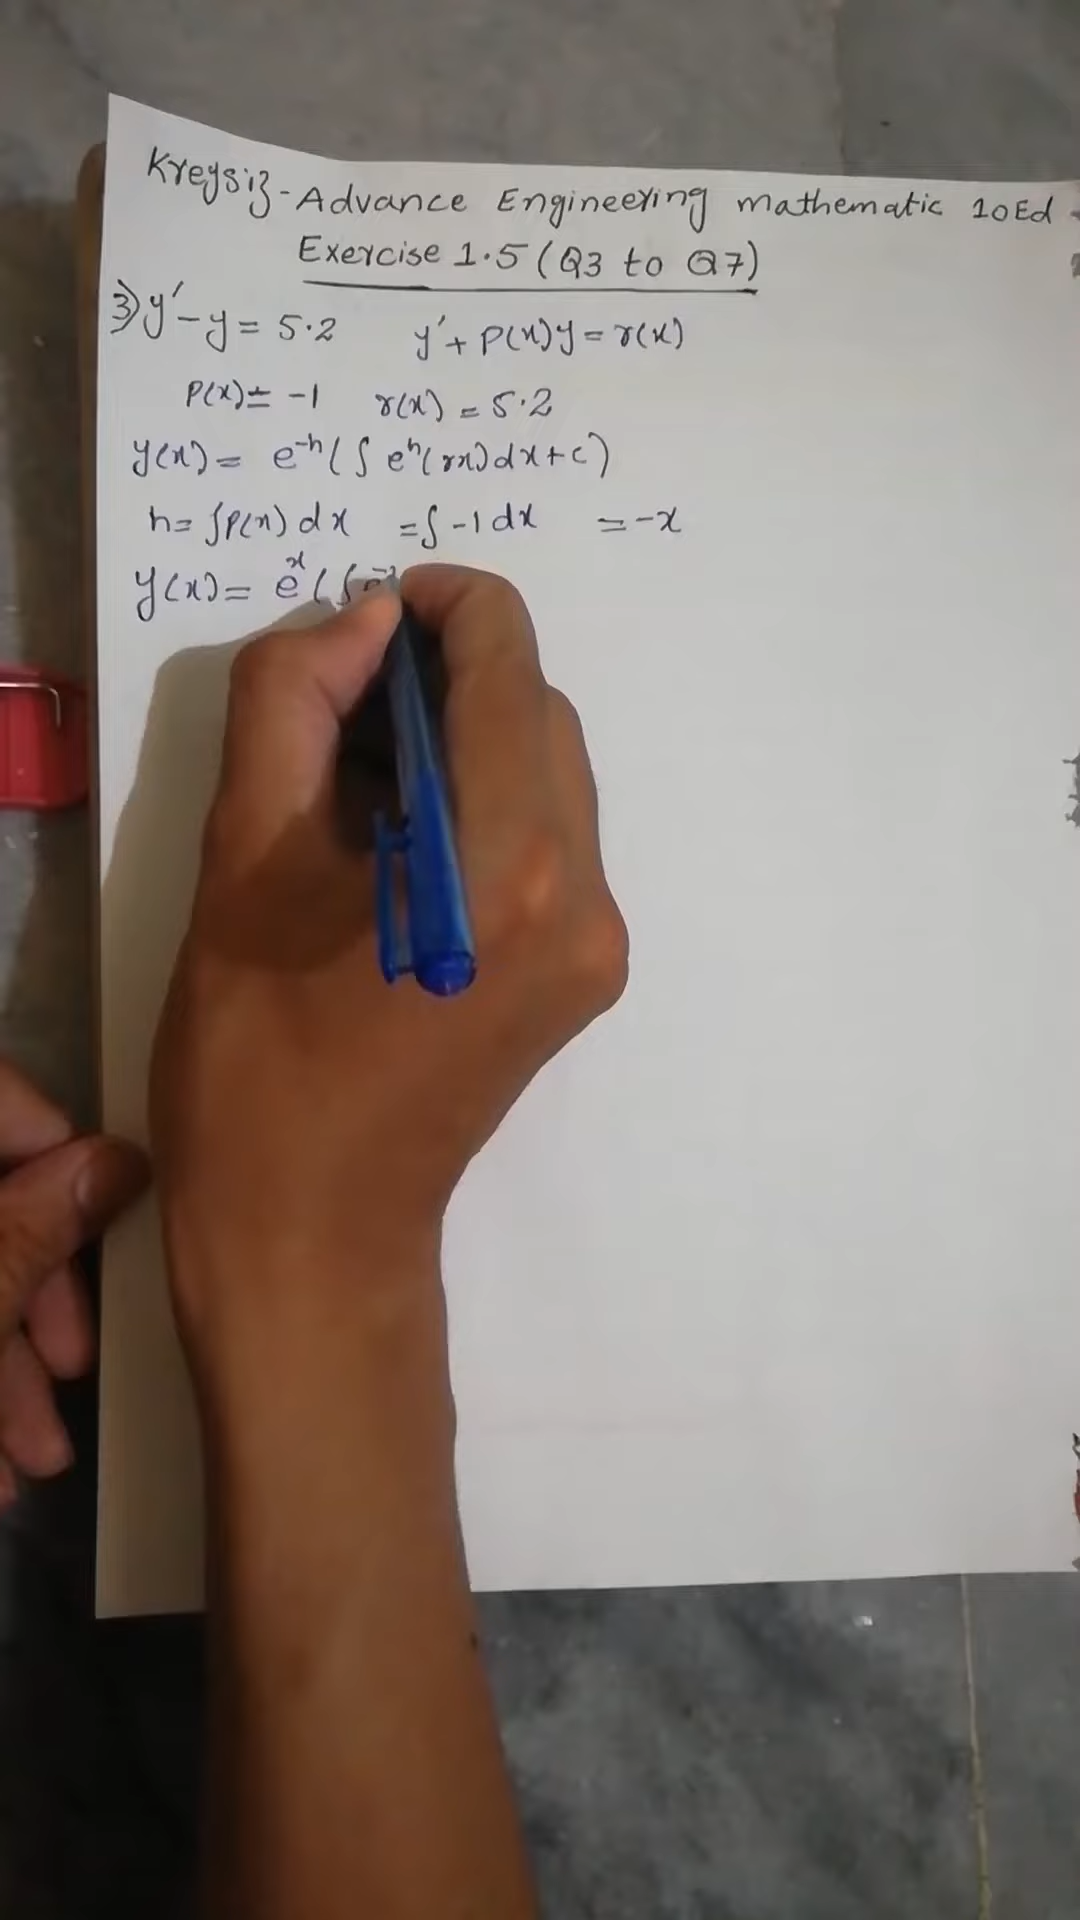 Kreysiz - Advance Engineering mathematic 10Ed
Exercise 1.5 (Q3 to Q7)
3) y' - y = 5.2 y' + P(x)y = r(x)
P(x) = -1 r(x) = 5.2
y(x) = e^-h (∫ e^h (rx) dx + c)
h = ∫P(x) dx = ∫ -1 dx = -x
y(x) = e^x (∫ e^-